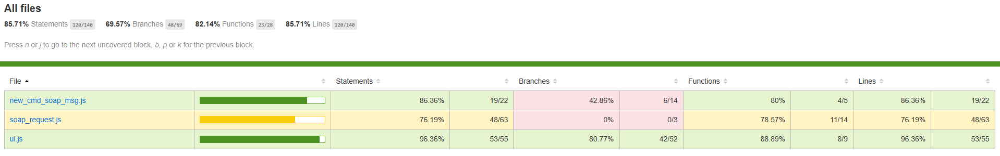 All files
85.71% Statements 120/140 69.57% Branches 48/69 82.14% Functions 23/28 85.71% Lines 120/140
Press n or j to go to the next uncovered block, b, p or k for the previous block.
File Statements Branches Functions Lines
new_cmd_soap_msg.js 86.36% 19/22 42.86% 6/14 80% 4/5 86.36% 19/22
soap_request.js 76.19% 48/63 0% 0/3 78.57% 11/14 76.19% 48/63
ui.js 96.36% 53/55 80.77% 42/52 88.89% 8/9 96.36% 53/55